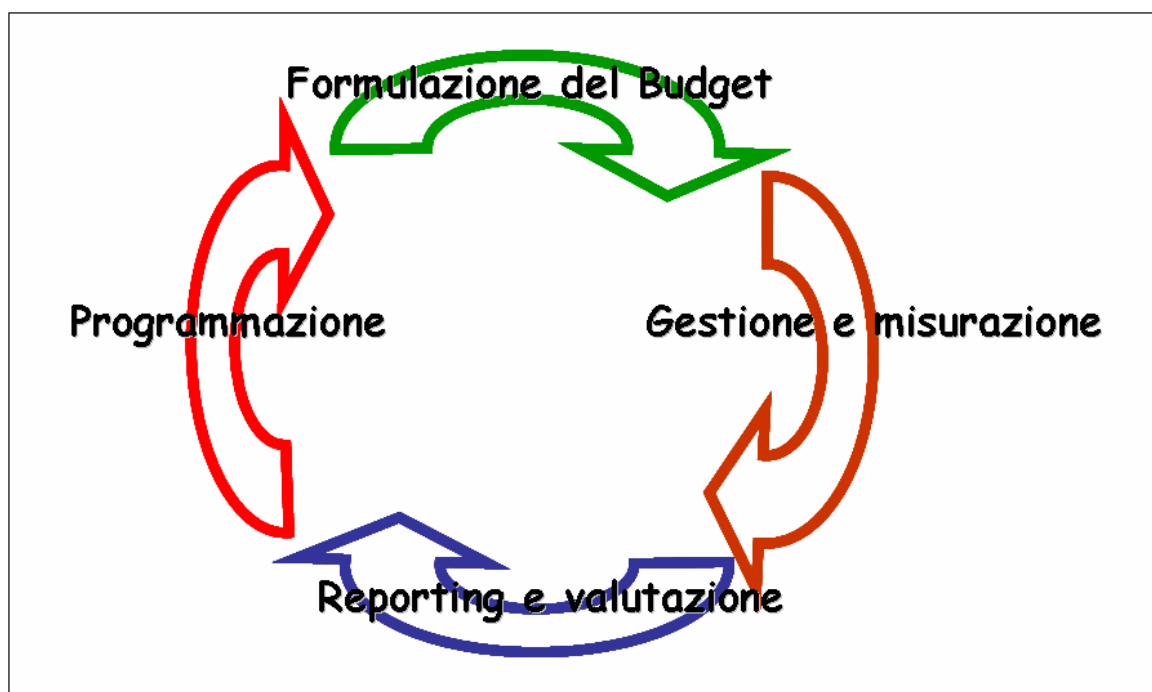 Formulazione del Budget
Programmazione
Gestione e misurazione
Reporting e valutazione